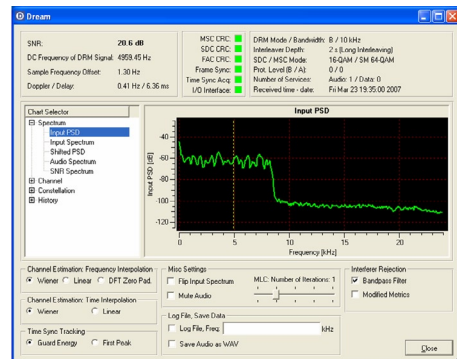 Dream
SNR: 20.6 dB
DC Frequency of DRM Signal: 4959.45 Hz
Sample Frequency Offset: 1.30 Hz
Doppler / Delay: 0.41 Hz / 6.36 ms
MSC CRC:
SDC CRC:
FAC CRC:
Frame Sync:
Time Sync Acq:
I/O Interface:
DRM Mode / Bandwidth: B / 10 kHz
Interleaver Depth: 2 s (Long Interleaving)
SDC / MSC Mode: 16-QAM / SM 64-QAM
Prot. Level (B / A): 0 / 0
Number of Services: Audio: 1 / Data: 0
Received time - date: Fri Mar 23 19:35:00 2007
Chart Selector
Spectrum
Input PSD
Input Spectrum
Shifted PSD
Audio Spectrum
SNR Spectrum
Channel
Constellation
History
Input PSD
Input PSD [dB]
-40
-60
-80
-100
-120
0 5 10 15 20
Frequency [kHz]
Channel Estimation: Frequency Interpolation
Wiener Linear DFT Zero Pad.
Channel Estimation: Time Interpolation
Wiener Linear
Time Sync Tracking
Guard Energy First Peak
Misc Settings
Flip Input Spectrum
Mute Audio
MLC: Number of Iterations: 1
Log File, Save Data
Log File, Freq: kHz
Save Audio as WAV
Interferer Rejection
Bandpass Filter
Modified Metrics
Close